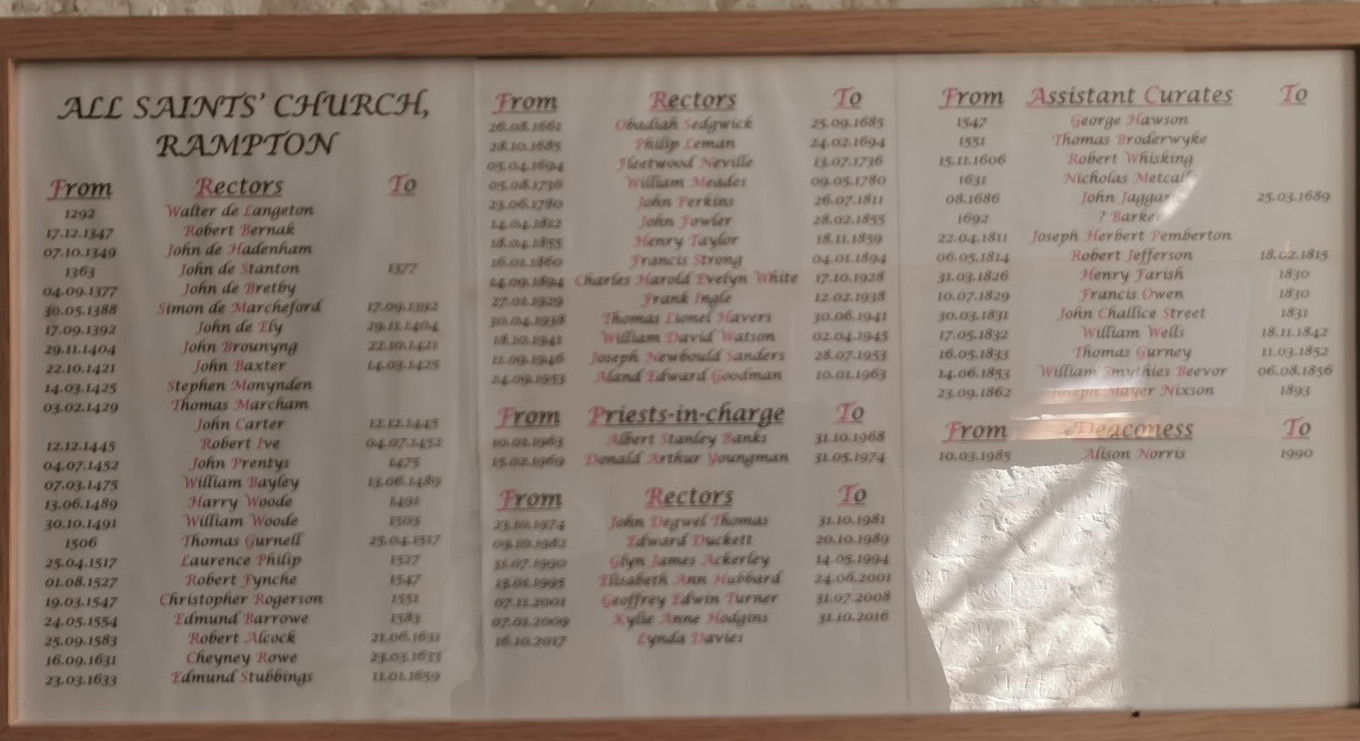 ALL SAINTS' CHURCH,
RAMPTON
From Rectors To
1292 Walter de Langeton
17.12.1347 Robert Bernak
07.10.1349 John de Hadenham
1363 John de Stanton 1377
04.09.1377 John de Bretby
30.05.1388 Simon de Marcheford 17.09.1392
17.09.1392 John de Ely 29.11.1404
29.11.1404 John Brounyng 22.10.1421
22.10.1421 John Baxter 14.03.1425
14.03.1425 Stephen Monynden
03.02.1429 Thomas Marcham
John Carter 12.12.1445
12.12.1445 Robert Ive 04.07.1452
04.07.1452 John Prentys 1475
07.03.1475 William Bayley 13.06.1489
13.06.1489 Harry Woode 1491
30.10.1491 William Woode 1505
1506 Thomas Gurnell 25.04.1517
25.04.1517 Laurence Philip 1527
01.08.1527 Robert Fynche 1547
19.03.1547 Christopher Rogerson 1551
24.05.1554 Edmund Barrowe 1583
25.09.1583 Robert Alcock 21.06.1631
16.09.1631 Cheyney Rowe 23.03.1633
23.03.1633 Edmund Stubbings 11.01.1659
From Rectors To
26.08.1661 Obadiah Sedgwick 25.09.1685
28.10.1685 Philip Leman 24.02.1694
05.04.1694 Fleetwood Neville 13.07.1736
05.08.1736 William Meades 09.05.1780
23.06.1780 John Perkins 26.07.1811
14.04.1812 John Fowler 28.02.1855
18.04.1855 Henry Taylor 18.11.1859
16.01.1860 Francis Strong 04.01.1894
14.09.1894 Charles Harold Evelyn White 17.10.1928
27.01.1929 Frank Ingle 12.02.1938
30.04.1938 Thomas Lionel Havers 30.06.1941
18.10.1941 William David Watson 02.04.1945
11.09.1946 Joseph Newbould Sanders 28.07.1953
24.09.1953 Aland Edward Goodman 10.01.1963
From Priests-in-charge To
10.01.1963 Albert Stanley Banks 31.10.1968
15.02.1969 Donald Arthur Youngman 31.05.1974
From Rectors To
23.10.1974 John Degwel Thomas 31.10.1981
09.10.1982 Edward Duckett 20.10.1989
31.07.1990 Glyn James Ackerley 14.05.1994
13.01.1995 Elisabeth Ann Hubbard 24.06.2001
07.11.2001 Geoffrey Edwin Turner 31.07.2008
07.01.2009 Kylie Anne Hodgins 31.10.2016
16.10.2017 Lynda Davies
From Assistant Curates To
1547 George Hawson
1551 Thomas Broderwyke
15.11.1606 Robert Whisking
1631 Nicholas Metcalfe
08.1686 John Jaggard 25.03.1689
1692 ? Barker
22.04.1811 Joseph Herbert Pemberton
06.05.1814 Robert Jefferson 18.02.1815
31.03.1826 Henry Farish 1830
10.07.1829 Francis Owen 1830
30.03.1831 John Challice Street 1831
17.05.1832 William Wells 18.11.1842
16.05.1833 Thomas Gurney 11.03.1852
14.06.1853 William Smythies Beevor 06.08.1856
23.09.1862 Joseph Mayer Nixson 1893
From Deaconess To
10.03.1985 Alison Norris 1990